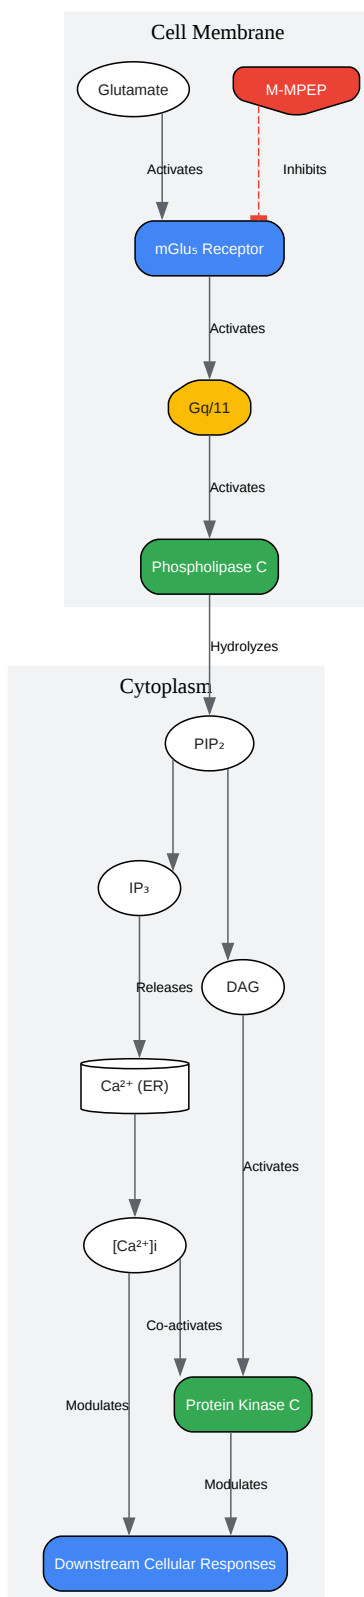 Cell Membrane
Glutamate
M-MPEP
Activates
Inhibits
mGlu₅ Receptor
Activates
Gq/11
Activates
Phospholipase C
Hydrolyzes
Cytoplasm
PIP₂
IP₃
DAG
Releases
Ca²⁺ (ER)
Activates
[Ca²⁺]i
Co-activates
Modulates
Protein Kinase C
Modulates
Downstream Cellular Responses